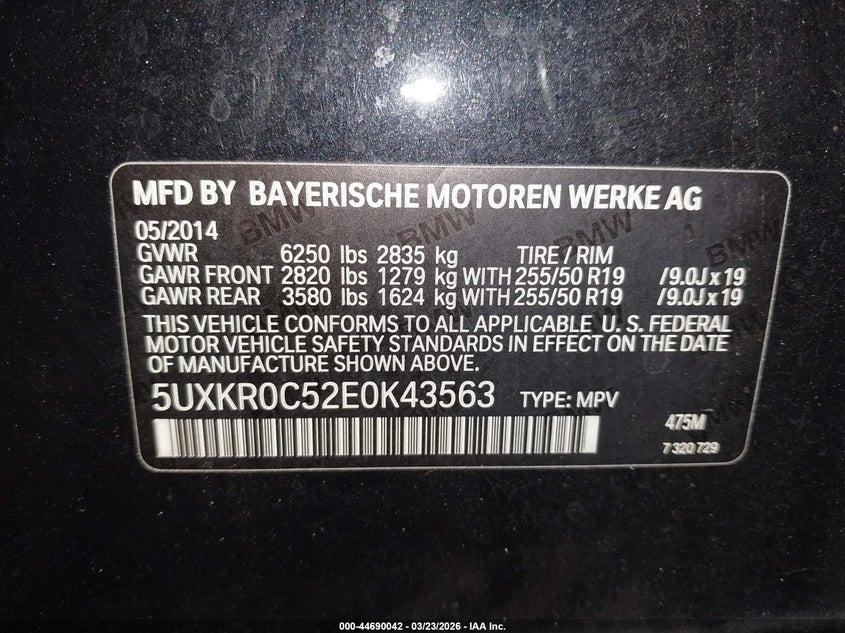 MFD BY BAYERISCHE MOTOREN WERKE AG
05/2014
GVWR 6250 lbs 2835 kg TIRE / RIM
GAWR FRONT 2820 lbs 1279 kg WITH 255/50 R19 /9.0J x 19
GAWR REAR 3580 lbs 1624 kg WITH 255/50 R19 /9.0J x 19
THIS VEHICLE CONFORMS TO ALL APPLICABLE U.S. FEDERAL
MOTOR VEHICLE SAFETY STANDARDS IN EFFECT ON THE DATE
OF MANUFACTURE SHOWN ABOVE.
5UXKR0C52E0K43563 TYPE: MPV
475M
7 320 729
BMW
BMW
BMW
000-44690042 - 03/23/2026 - IAA Inc.